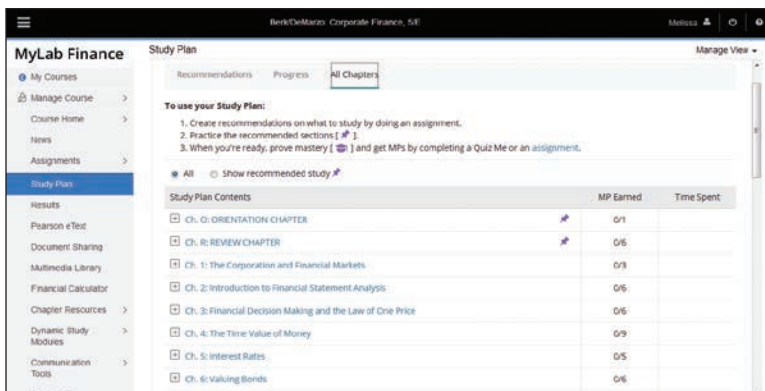 Berk/DeMarzo: Corporate Finance, 5/E
Melissa
MyLab Finance
My Courses
Manage Course
Course Home
News
Assignments
Study Plan
Results
Pearson eText
Document Sharing
Multimedia Library
Financial Calculator
Chapter Resources
Dynamic Study
Modules
Communication
Tools
Study Plan
Manage View
Recommendations Progress All Chapters
To use your Study Plan:
1. Create recommendations on what to study by doing an assignment.
2. Practice the recommended sections [ ].
3. When you're ready, prove mastery [ ] and get MPs by completing a Quiz Me or an assignment.
All Show recommended study
Study Plan Contents MP Earned Time Spent
Ch. O: ORIENTATION CHAPTER 0/1
Ch. R: REVIEW CHAPTER 0/6
Ch. 1: The Corporation and Financial Markets 0/3
Ch. 2: Introduction to Financial Statement Analysis 0/6
Ch. 3: Financial Decision Making and the Law of One Price 0/6
Ch. 4: The Time Value of Money 0/9
Ch. 5: Interest Rates 0/5
Ch. 6: Valuing Bonds 0/6